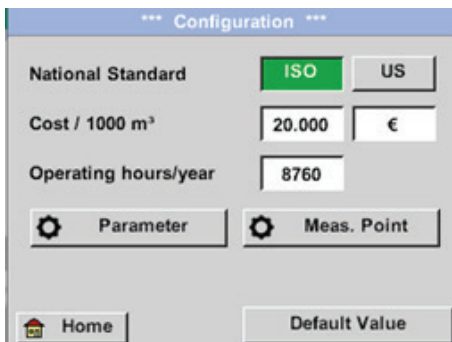 *** Configuration ***
National Standard ISO US
Cost / 1000 m³ 20.000 €
Operating hours/year 8760
Parameter Meas. Point
Home Default Value